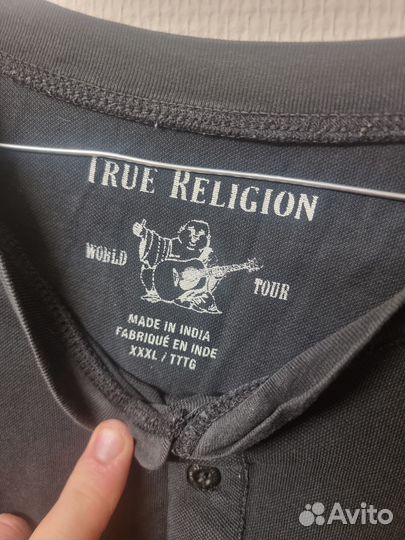 TRUE RELIGION
WORLD TOUR
MADE IN INDIA
FABRIQUÉ EN INDE
XXXL / TTTG
Avito